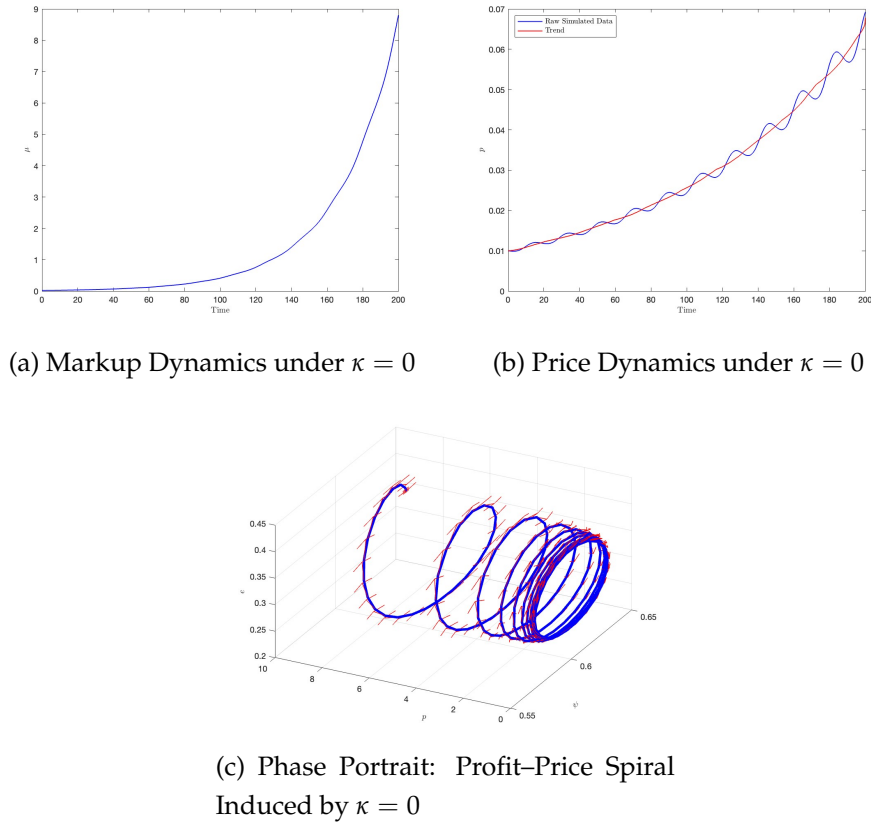 9
8
7
6
5
4
3
2
1
0
μ
0 20 40 60 80 100 120 140 160 180 200
Time
0.07
0.06
0.05
0.04
0.03
0.02
0.01
0
p
Raw Simulated Data
Trend
0 20 40 60 80 100 120 140 160 180 200
Time
(a) Markup Dynamics under κ = 0
(b) Price Dynamics under κ = 0
0.45
0.4
0.35
0.3
0.25
0.2
10
8
6
4
2
0
p
0.65
0.6
0.55
ψ
(c) Phase Portrait: Profit–Price Spiral
Induced by κ = 0